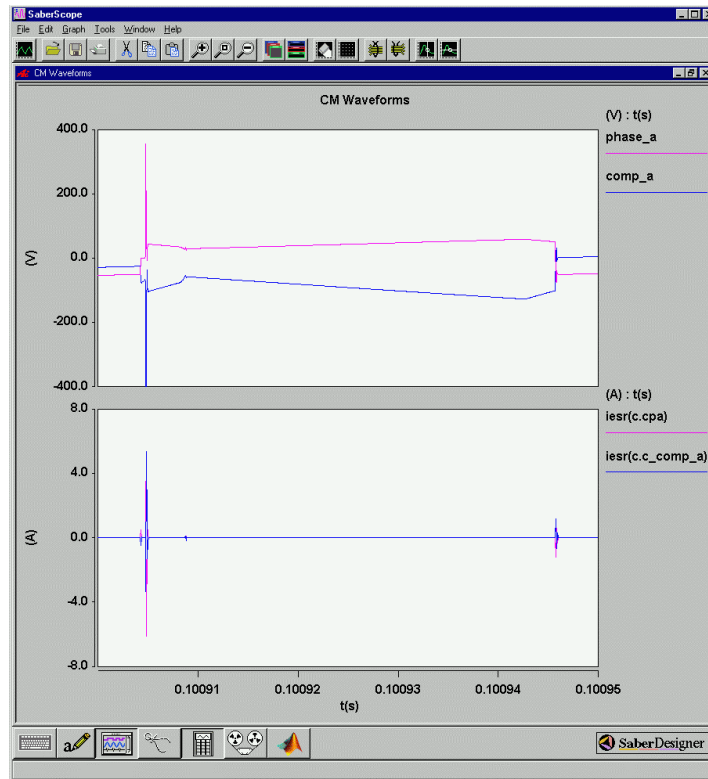 SaberScope
File Edit Graph Tools Window Help
CM Waveforms
CM Waveforms
(V) : t(s)
phase_a
comp_a
400.0
200.0
0.0
-200.0
-400.0
(V)
(A) : t(s)
iesr(c.cpa)
iesr(c.c_comp_a)
8.0
4.0
0.0
-4.0
-8.0
(A)
0.10091 0.10092 0.10093 0.10094 0.10095
t(s)
a
SaberDesigner